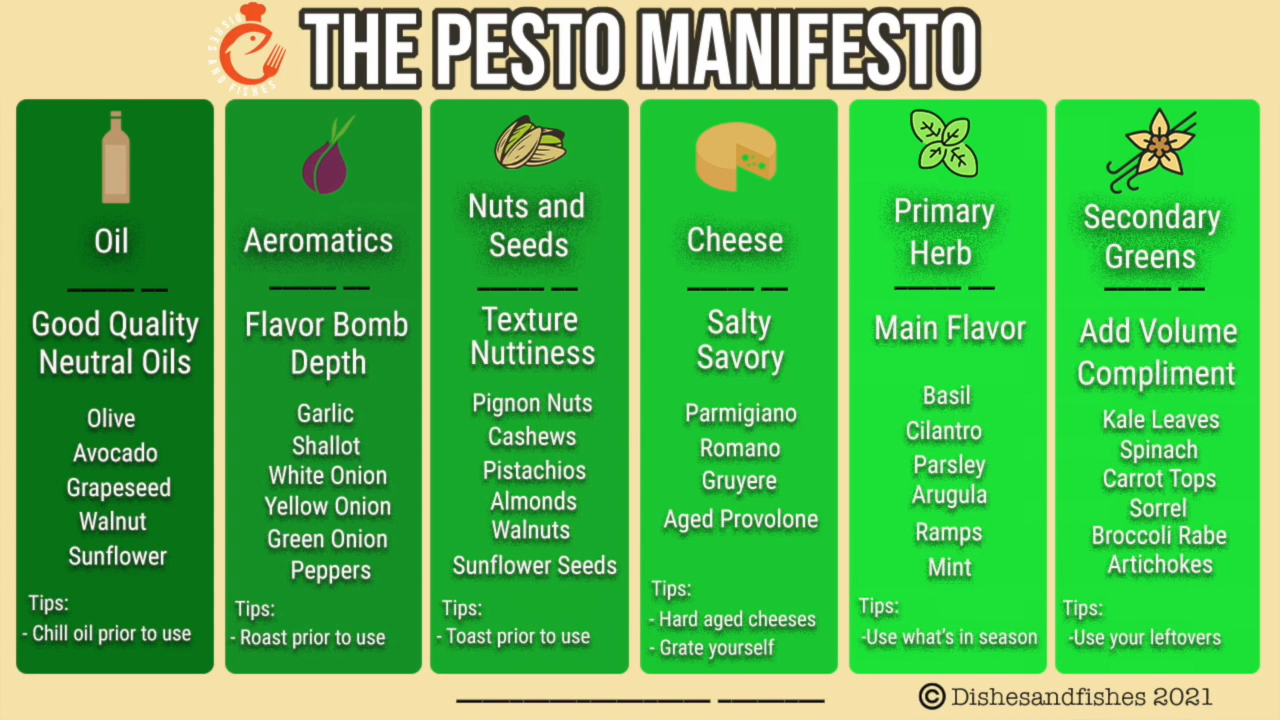 DISHES AND FISHES
THE PESTO MANIFESTO
Oil
Good Quality
Neutral Oils
Olive
Avocado
Grapeseed
Walnut
Sunflower
Tips:
- Chill oil prior to use
Aeromatics
Flavor Bomb
Depth
Garlic
Shallot
White Onion
Yellow Onion
Green Onion
Peppers
Tips:
- Roast prior to use
Nuts and
Seeds
Texture
Nuttiness
Pignon Nuts
Cashews
Pistachios
Almonds
Walnuts
Sunflower Seeds
Tips:
- Toast prior to use
Cheese
Salty
Savory
Parmigiano
Romano
Gruyere
Aged Provolone
Tips:
- Hard aged cheeses
- Grate yourself
Primary
Herb
Main Flavor
Basil
Cilantro
Parsley
Arugula
Ramps
Mint
Tips:
-Use what's in season
Secondary
Greens
Add Volume
Compliment
Kale Leaves
Spinach
Carrot Tops
Sorrel
Broccoli Rabe
Artichokes
Tips:
-Use your leftovers
© Dishesandfishes 2021